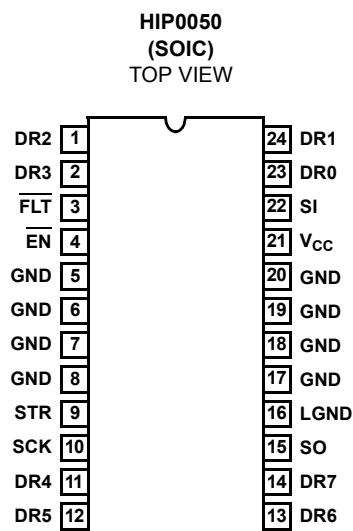 HIP0050
(SOIC)
TOP VIEW
DR2 1 24 DR1
DR3 2 23 DR0
FLT 3 22 SI
EN 4 21 VCC
GND 5 20 GND
GND 6 19 GND
GND 7 18 GND
GND 8 17 GND
STR 9 16 LGND
SCK 10 15 SO
DR4 11 14 DR7
DR5 12 13 DR6